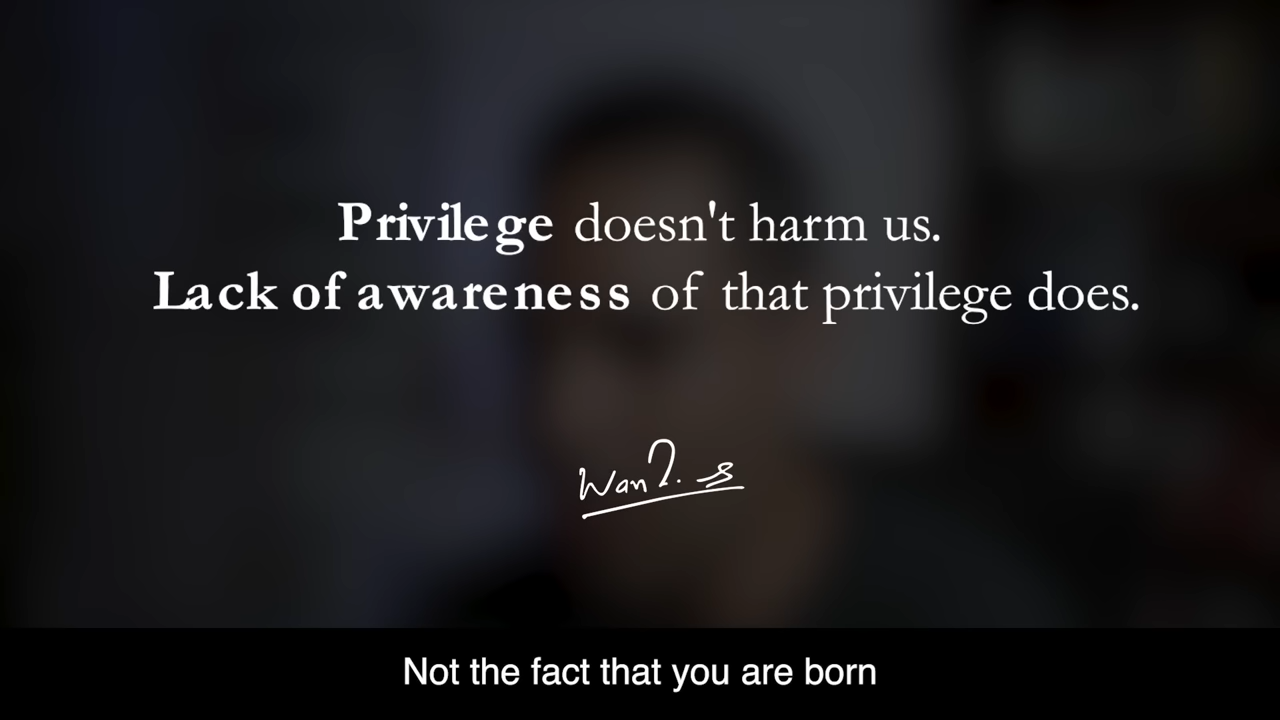 Privilege doesn't harm us.
Lack of awareness of that privilege does.
Not the fact that you are born